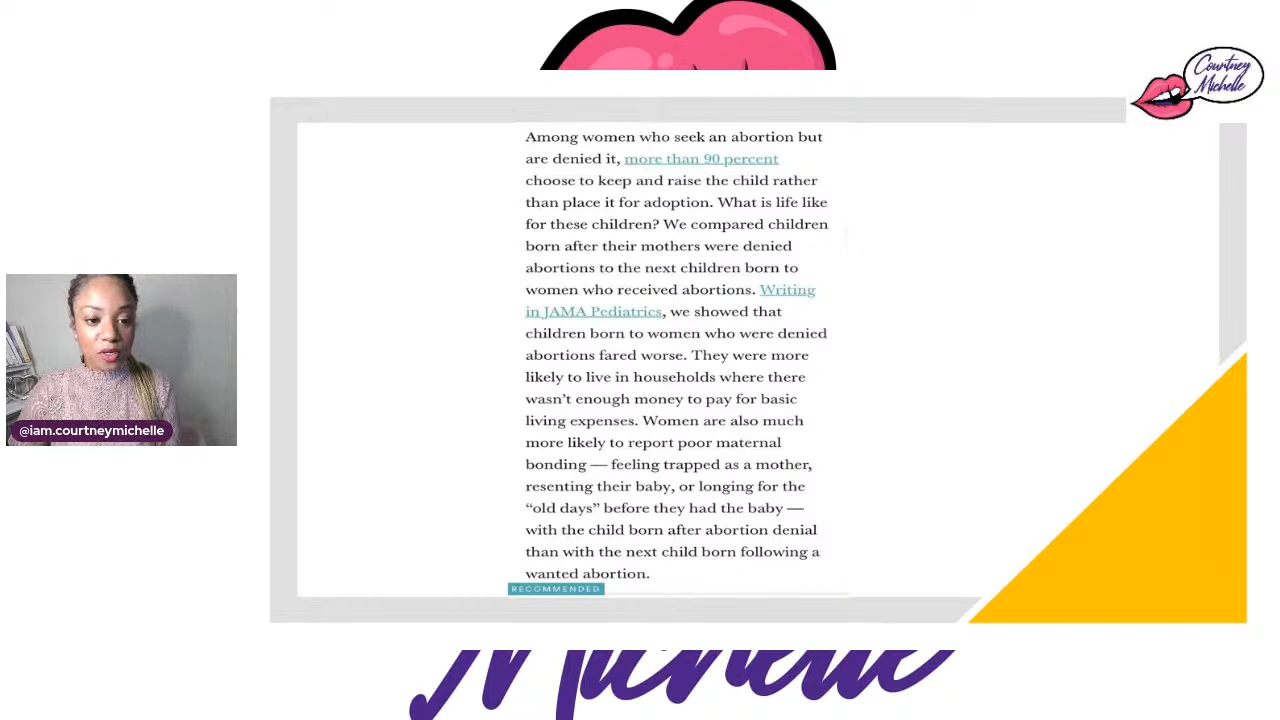 Courtney
Michelle
Among women who seek an abortion but
are denied it, more than 90 percent
choose to keep and raise the child rather
than place it for adoption. What is life like
for these children? We compared children
born after their mothers were denied
abortions to the next children born to
women who received abortions. Writing
in JAMA Pediatrics, we showed that
children born to women who were denied
abortions fared worse. They were more
likely to live in households where there
wasn’t enough money to pay for basic
living expenses. Women are also much
more likely to report poor maternal
bonding — feeling trapped as a mother,
resenting their baby, or longing for the
“old days” before they had the baby —
with the child born after abortion denial
than with the next child born following a
wanted abortion.
RECOMMENDED
@iam.courtneymichelle
Michelle